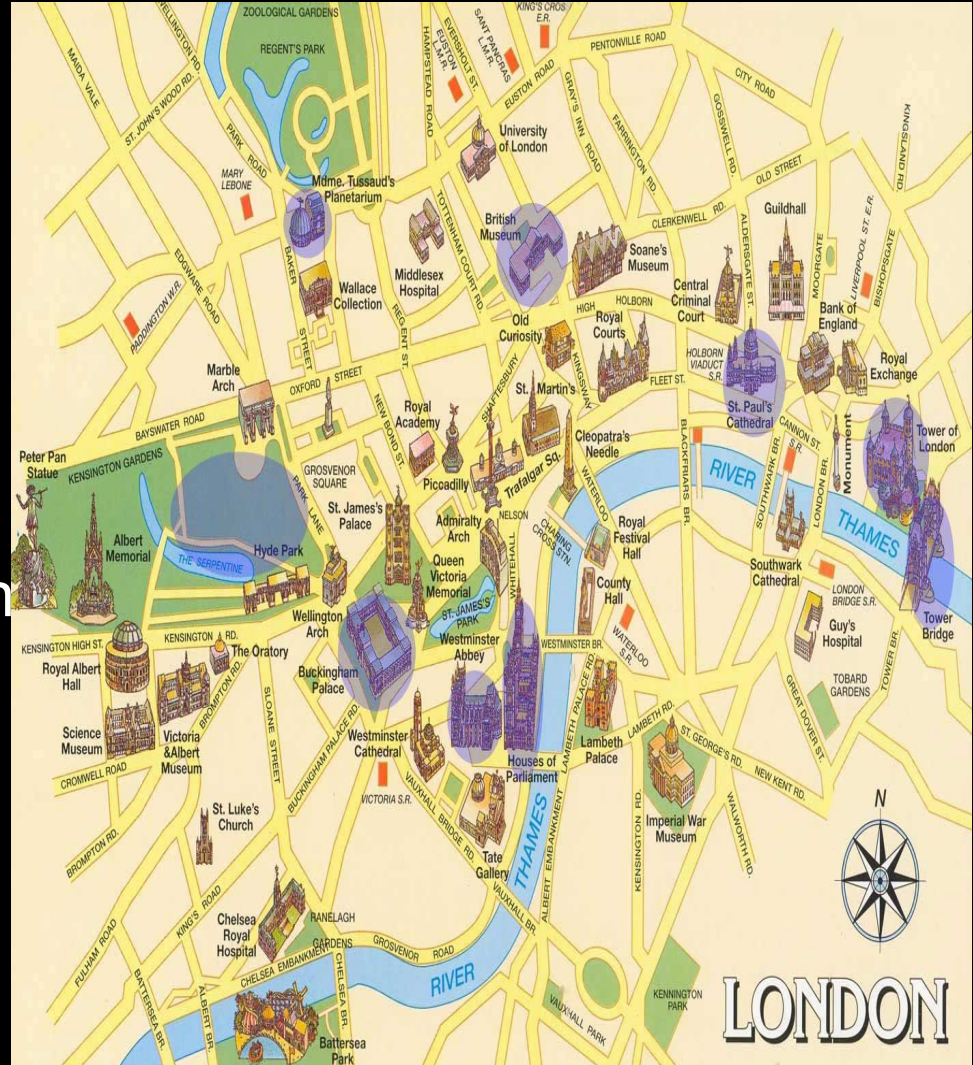 ZOOLOGICAL GARDENS
KING'S CROS
E.R.
WELLINGTON RD.
REGENT'S PARK
HAMPSTEAD ROAD
EVERSHOLT ST.
EUSTON
L.M.R.
SANT PANCRAS
L.M.R.
PENTONVILLE ROAD
MAIDA VALE
ST. JOHN'S WOOD RD.
PARK ROAD
EUSTON ROAD
GRAY'S INN ROAD
FARRINGTON RD.
GOSSWELL RD.
CITY ROAD
KINGSLAND RD.
University
of London
OLD STREET
MARY
LEBONE
Mdme. Tussaud's
Planetarium
TOTTENHAM COURT RD.
British
Museum
CLERKENWELL RD.
ALDERSGATE ST.
Guildhall
MOORGATE
LIVERPOOL ST. E.R.
BISHOPSGATE
EDGWARE ROAD
BAKER
STREET
Wallace
Collection
Middlesex
Hospital
Soane's
Museum
Central
Criminal
Court
PADDINGTON W.R.
REGENT ST.
HIGH HOLBORN
Old
Curiosity
Royal
Courts
Bank of
England
Royal
Exchange
HOLBORN
VIADUCT
S.R.
Marble
Arch
OXFORD STREET
SHAFTESBURY
KINGSWAY
FLEET ST.
St. Martin's
St. Paul's
Cathedral
BAYSWATER ROAD
NEW BOND ST.
Royal
Academy
Piccadilly
Trafalgar Sq.
Cleopatra's
Needle
BLACKFRIARS BR.
CANNON ST.
S.R.
Monument
Tower of
London
Peter Pan
Statue
KENSINGTON GARDENS
PARK LANE
GROSVENOR
SQUARE
RIVER
THAMES
SOUTHWARK BR.
LONDON BR.
WATERLOO
St. James's
Palace
Admiralty
Arch
NELSON
CHARING
CROSS STN.
Royal
Festival
Hall
Albert
Memorial
THE SERPENTINE
Hyde Park
Queen
Victoria
Memorial
WHITEHALL
County
Hall
Southwark
Cathedral
LONDON
BRIDGE S.R.
Tower
Bridge
n
Wellington
Arch
ST. JAMES'S
PARK
Westminster
Abbey
WESTMINSTER BR.
WATERLOO
S.R.
Guy's
Hospital
TOWER BR.
KENSINGTON HIGH ST.
KENSINGTON RD.
The Oratory
Royal Albert
Hall
BROMPTON RD.
Buckingham
Palace
LAMBETH PALACE RD.
TOBARD
GARDENS
GREAT DOVER ST.
Science
Museum
Victoria
&Albert
Museum
SLOANE STREET
BUCKINGHAM PALACE RD.
Westminster
Cathedral
Houses of
Parliament
Lambeth
Palace
LAMBETH RD.
ST. GEORGE'S RD.
NEW KENT RD.
CROMWELL ROAD
VICTORIA S.R.
VAUXHALL BRIDGE RD.
Tate
Gallery
THAMES
ALBERT EMBANKMENT
KENSINGTON RD.
Imperial War
Museum
WALWORTH RD.
N
BROMPTON RD.
St. Luke's
Church
VAUXHALL BR.
FULHAM ROAD
KING'S ROAD
Chelsea
Royal
Hospital
RANELAGH
GARDENS
GROSVENOR ROAD
CHELSEA EMBANKMENT
RIVER
BATTERSEA BR.
ALBERT BR.
CHELSEA BR.
Battersea
Park
VAUXHALL PARK
KENNINGTON
PARK
LONDON